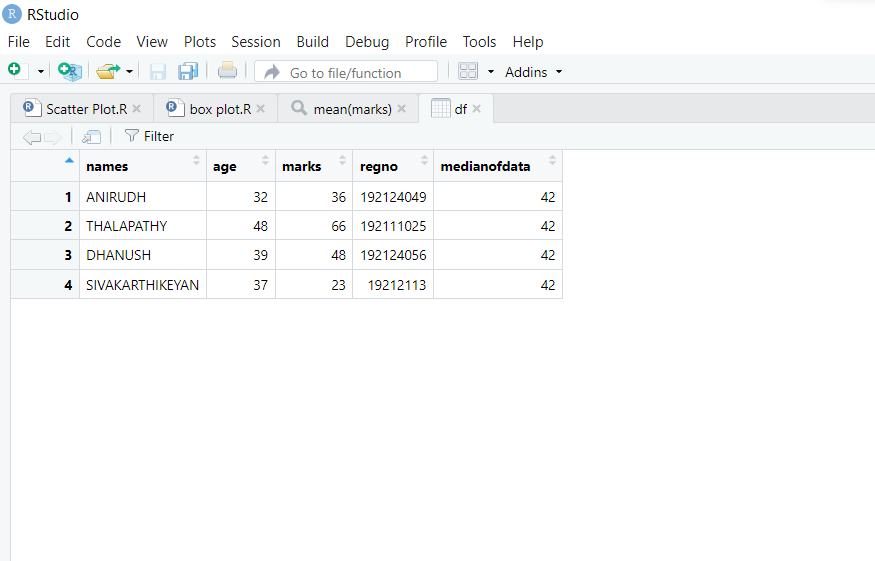 R RStudio
File Edit Code View Plots Session Build Debug Profile Tools Help
Go to file/function Addins
Scatter Plot.R box plot.R mean(marks) df
Filter
names age marks regno medianofdata
1 ANIRUDH 32 36 192124049 42
2 THALAPATHY 48 66 192111025 42
3 DHANUSH 39 48 192124056 42
4 SIVAKARTHIKEYAN 37 23 19212113 42